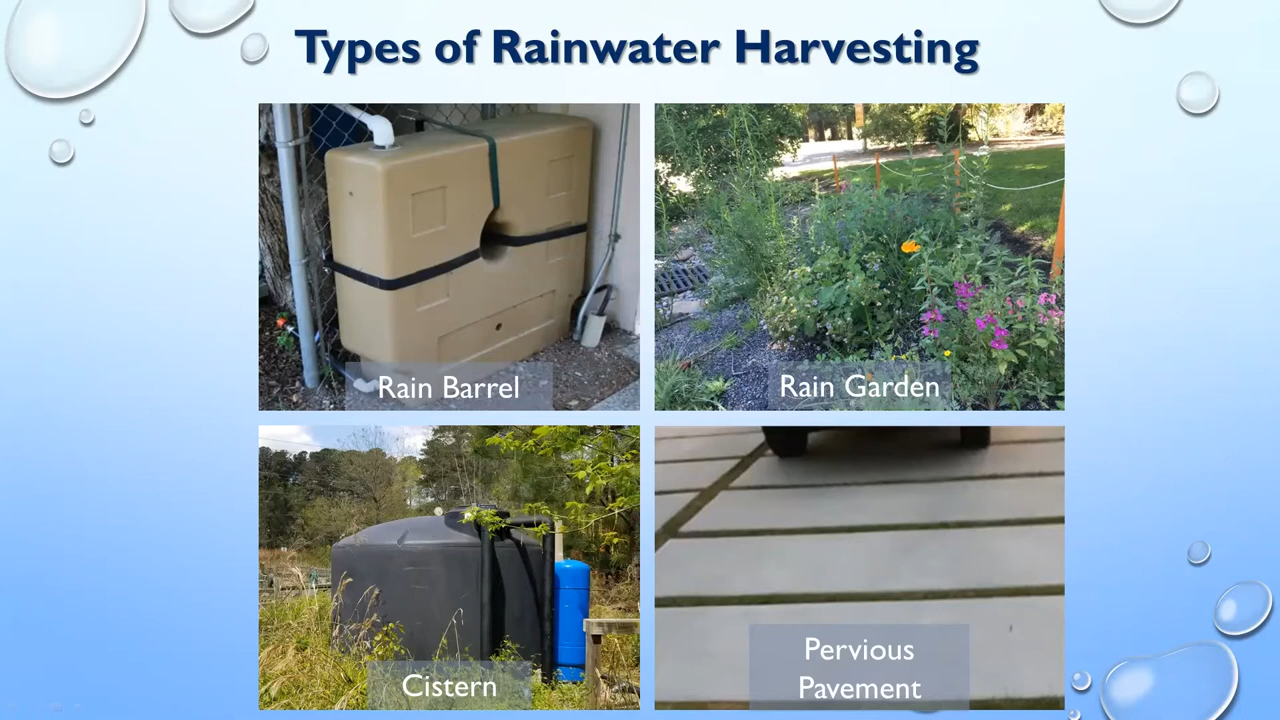 Types of Rainwater Harvesting
Rain Barrel
Rain Garden
Cistern
Pervious
Pavement